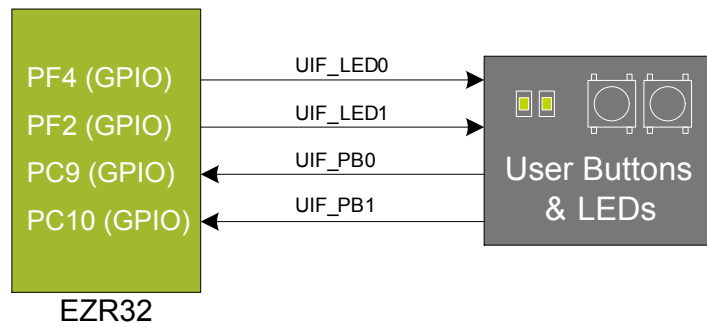 PF4 (GPIO)
PF2 (GPIO)
PC9 (GPIO)
PC10 (GPIO)
UIF_LED0
UIF_LED1
UIF_PB0
UIF_PB1
User Buttons
& LEDs
EZR32